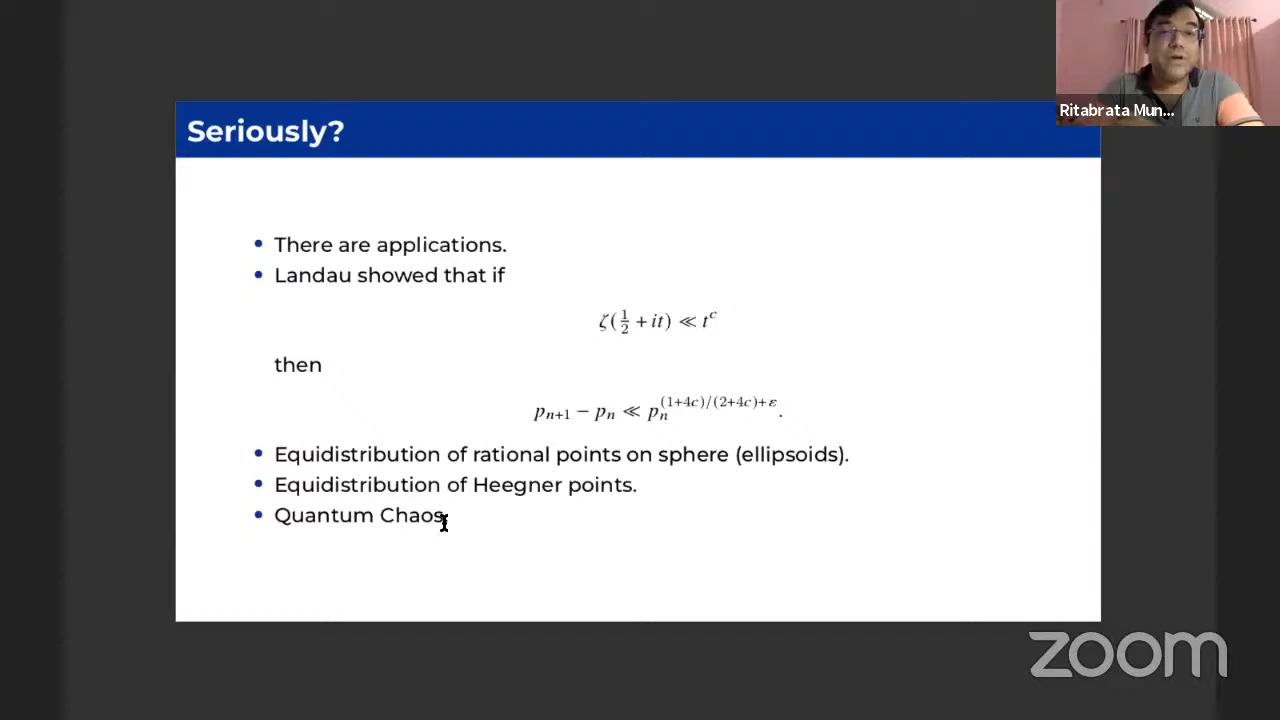 Ritabrata Mun...
Seriously?
• There are applications.
• Landau showed that if
ζ(1/2 + it) ≪ t^c
then
p_{n+1} − p_n ≪ p_n^{(1+4c)/(2+4c)+ε}.
• Equidistribution of rational points on sphere (ellipsoids).
• Equidistribution of Heegner points.
• Quantum Chaos.
zoom